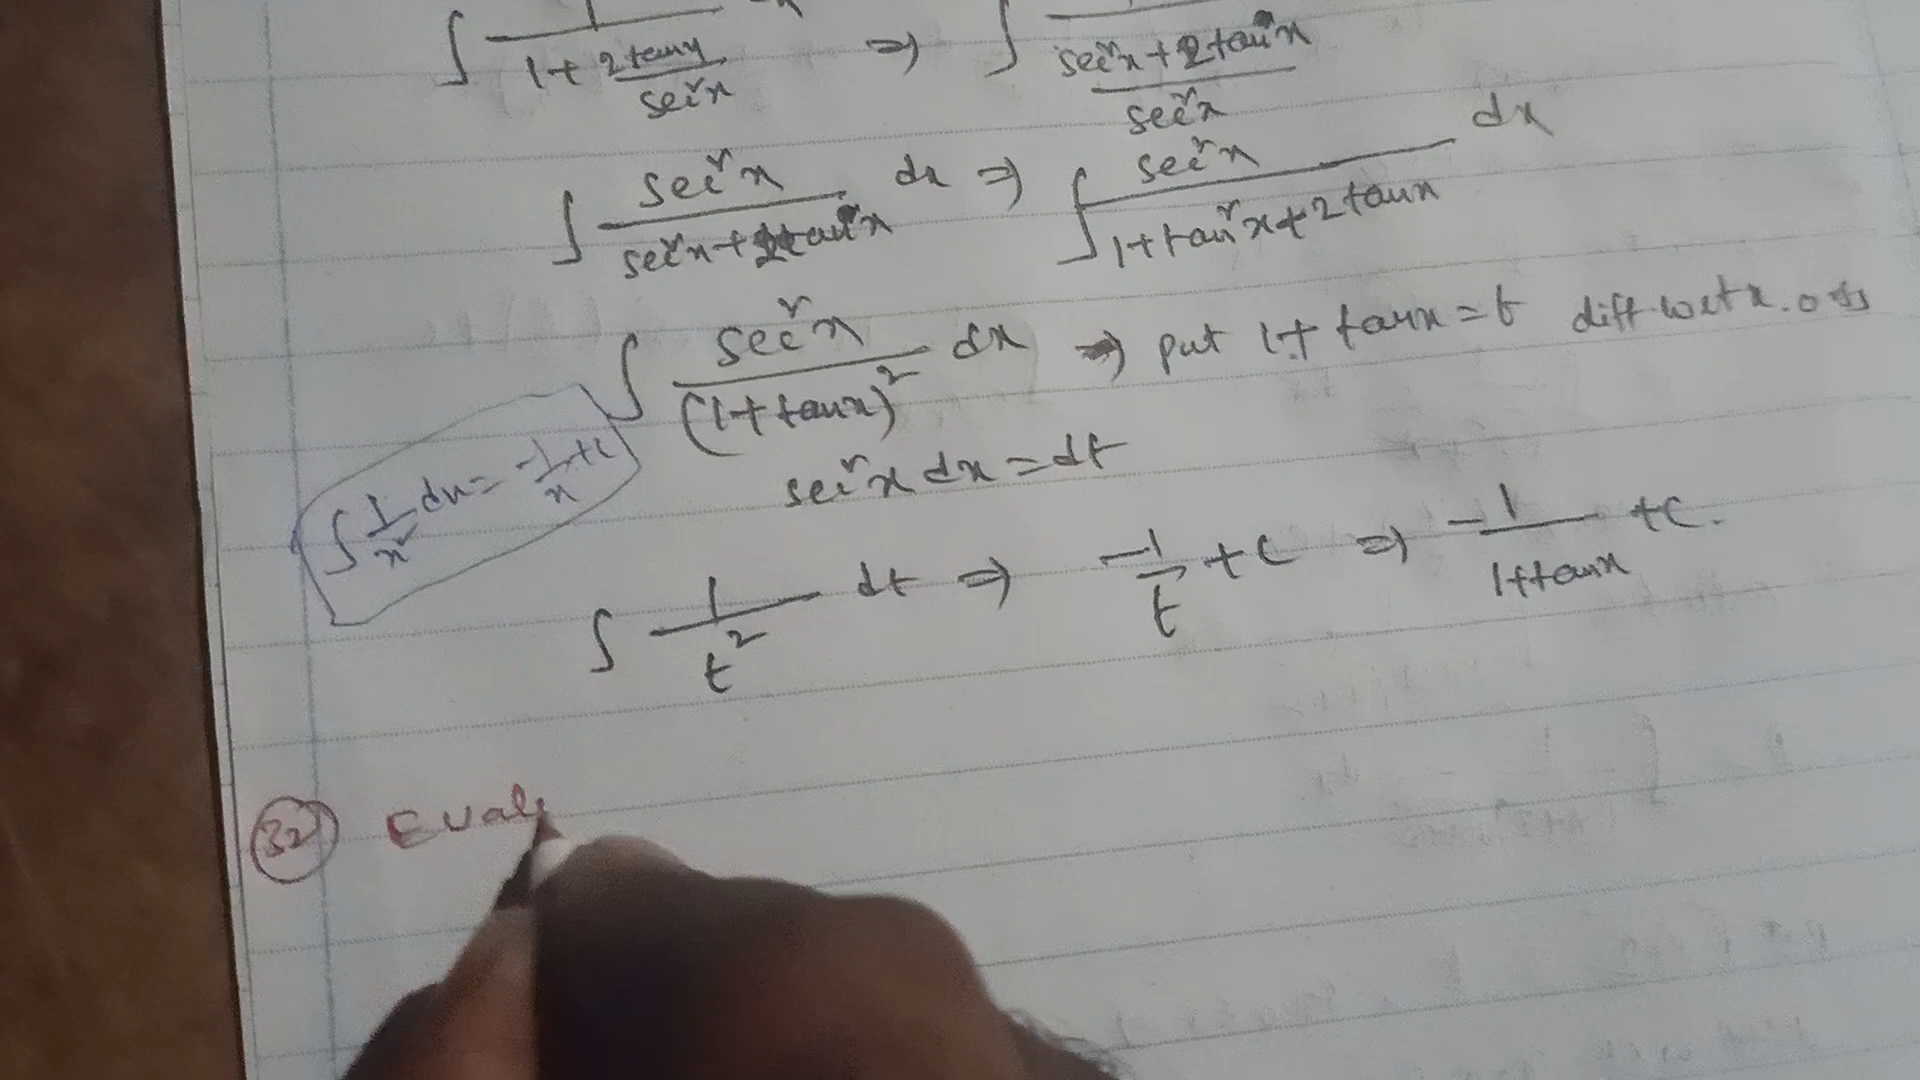 ∫ 1/(1+ 2tanx/sec²x) ⇒ ∫ 1/((sec²x+2tanx)/sec²x)
∫ sec²x/(sec²x+2tanx) dx ⇒ ∫ sec²x/(1+tan²x+2tanx) dx
∫ sec²x/(1+tanx)² dx ⇒ put 1+tanx=t diff. w.r.t x. o.b.s
∫ 1/x² dx = -1/x +c
sec²x dx = dt
∫ 1/t² dt ⇒ -1/t +c ⇒ -1/(1+tanx) +c.
32 Evalu